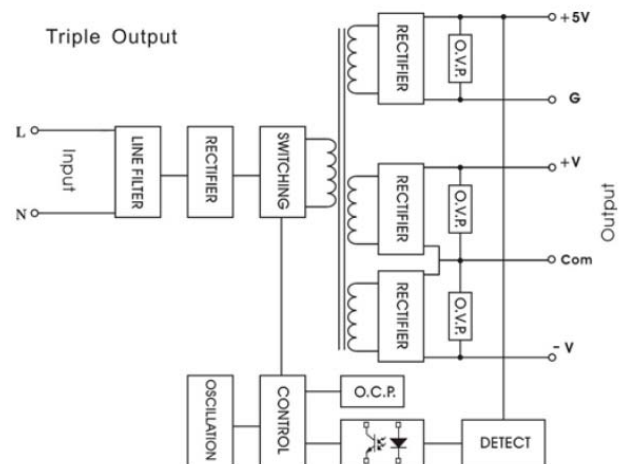 Triple Output
+5V
RECTIFIER
O.V.P.
G
L
Input
N
LINE FILTER
RECTIFIER
SWITCHING
RECTIFIER
+V
O.V.P.
Output
Com
RECTIFIER
O.V.P.
- V
OSCILLATION
CONTROL
O.C.P.
DETECT